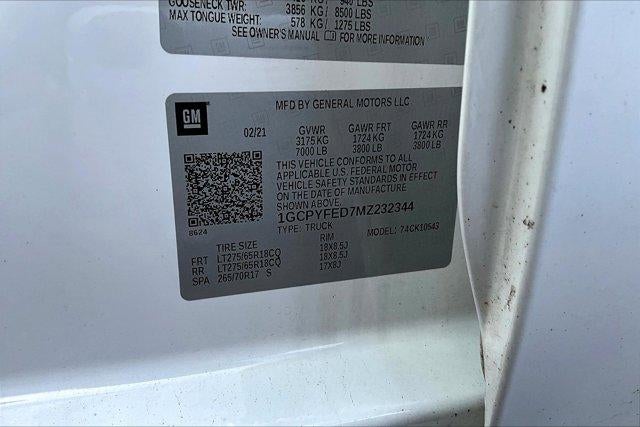 GOOSENECK TWR: 3856 KG / 8500 LBS
MAX TONGUE WEIGHT: 578 KG / 1275 LBS
SEE OWNER'S MANUAL FOR MORE INFORMATION
GM
MFD BY GENERAL MOTORS LLC
02/21 GVWR GAWR FRT GAWR RR
3175 KG 1724 KG 1724 KG
7000 LB 3800 LB 3800 LB
THIS VEHICLE CONFORMS TO ALL
APPLICABLE U.S. FEDERAL MOTOR
VEHICLE SAFETY STANDARDS IN EFFECT
ON THE DATE OF MANUFACTURE
SHOWN ABOVE.
1GCPYFED7MZ232344
8624 TYPE: TRUCK MODEL: 74CK10543
TIRE SIZE RIM
FRT LT275/65R18CQ 18X8.5J
RR LT275/65R18CQ 18X8.5J
SPA 265/70R17 S 17X8J